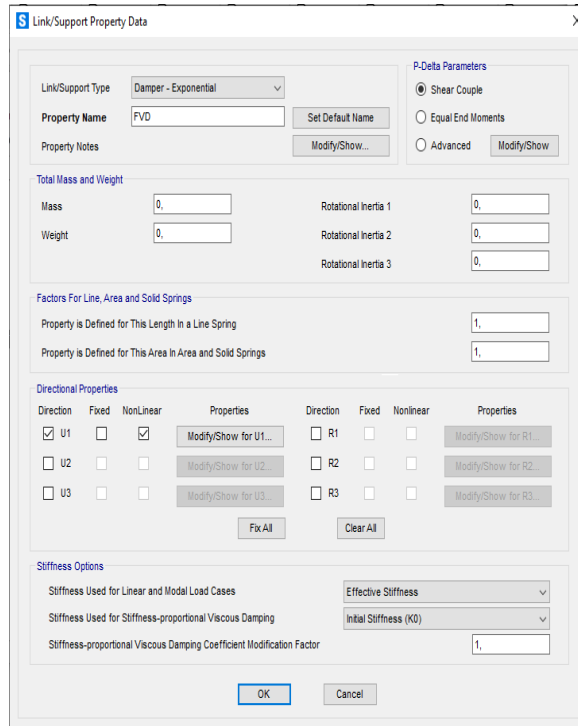 S Link/Support Property Data
P-Delta Parameters
Link/Support Type Damper - Exponential
Shear Couple
Property Name FVD Set Default Name
Equal End Moments
Property Notes Modify/Show...
Advanced Modify/Show
Total Mass and Weight
Mass 0, Rotational Inertia 1 0,
Weight 0, Rotational Inertia 2 0,
Rotational Inertia 3 0,
Factors For Line, Area and Solid Springs
Property is Defined for This Length In a Line Spring 1,
Property is Defined for This Area In Area and Solid Springs 1,
Directional Properties
Direction Fixed NonLinear Properties Direction Fixed Nonlinear Properties
U1 Modify/Show for U1... R1 Modify/Show for R1...
U2 Modify/Show for U2... R2 Modify/Show for R2...
U3 Modify/Show for U3... R3 Modify/Show for R3...
Fix All Clear All
Stiffness Options
Stiffness Used for Linear and Modal Load Cases Effective Stiffness
Stiffness Used for Stiffness-proportional Viscous Damping Initial Stiffness (K0)
Stiffness-proportional Viscous Damping Coefficient Modification Factor 1,
OK Cancel